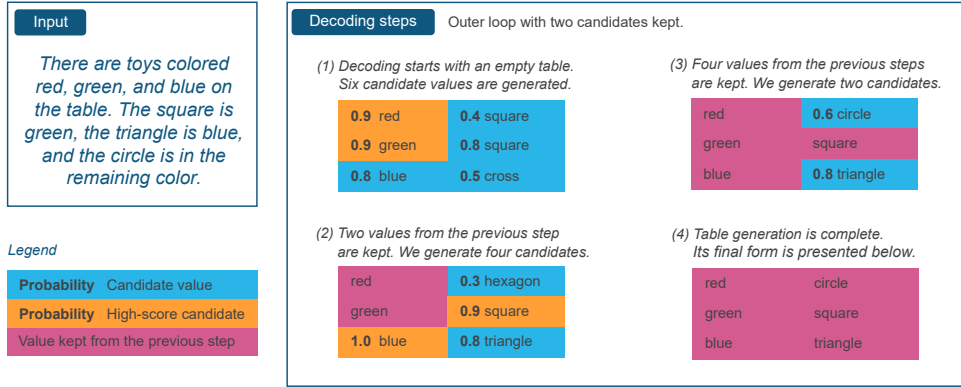 Input
There are toys colored
red, green, and blue on
the table. The square is
green, the triangle is blue,
and the circle is in the
remaining color.
Legend
Probability Candidate value
Probability High-score candidate
Value kept from the previous step
Decoding steps Outer loop with two candidates kept.
(1) Decoding starts with an empty table.
Six candidate values are generated.
0.9 red 0.4 square
0.9 green 0.8 square
0.8 blue 0.5 cross
(2) Two values from the previous step
are kept. We generate four candidates.
red 0.3 hexagon
green 0.9 square
1.0 blue 0.8 triangle
(3) Four values from the previous steps
are kept. We generate two candidates.
red 0.6 circle
green square
blue 0.8 triangle
(4) Table generation is complete.
Its final form is presented below.
red circle
green square
blue triangle